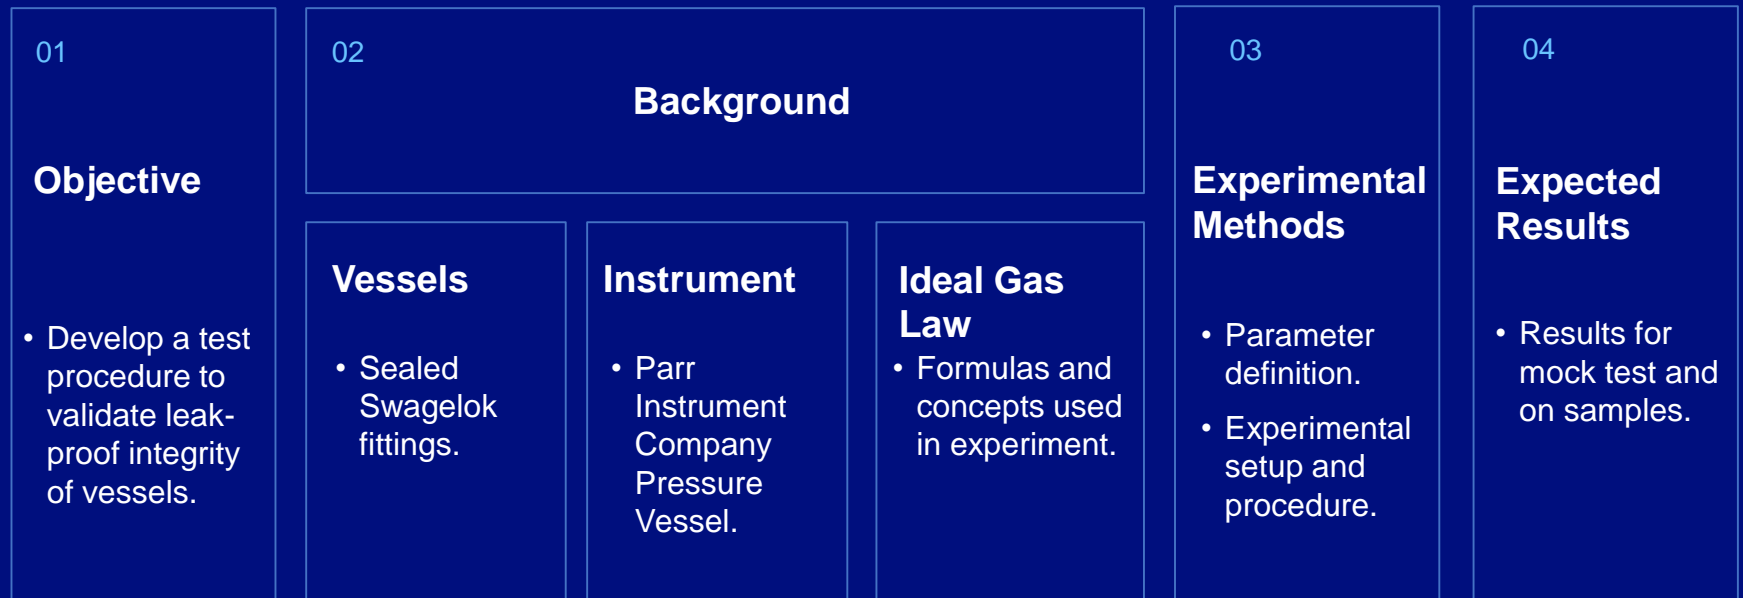 01
Objective
• Develop a test
procedure to
validate leak-
proof integrity
of vessels.
02
Background
Vessels
• Sealed
Swagelok
fittings.
Instrument
• Parr
Instrument
Company
Pressure
Vessel.
Ideal Gas
Law
• Formulas and
concepts used
in experiment.
03
Experimental
Methods
• Parameter
definition.
• Experimental
setup and
procedure.
04
Expected
Results
• Results for
mock test and
on samples.